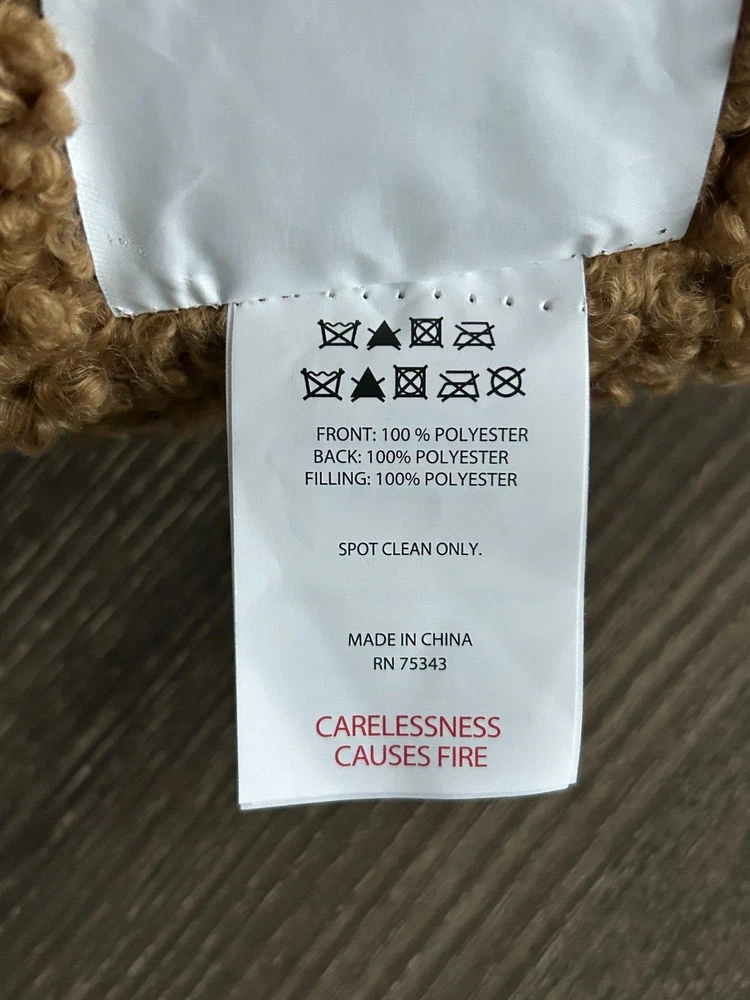 FRONT: 100 % POLYESTER
BACK: 100% POLYESTER
FILLING: 100% POLYESTER
SPOT CLEAN ONLY.
MADE IN CHINA
RN 75343
CARELESSNESS
CAUSES FIRE